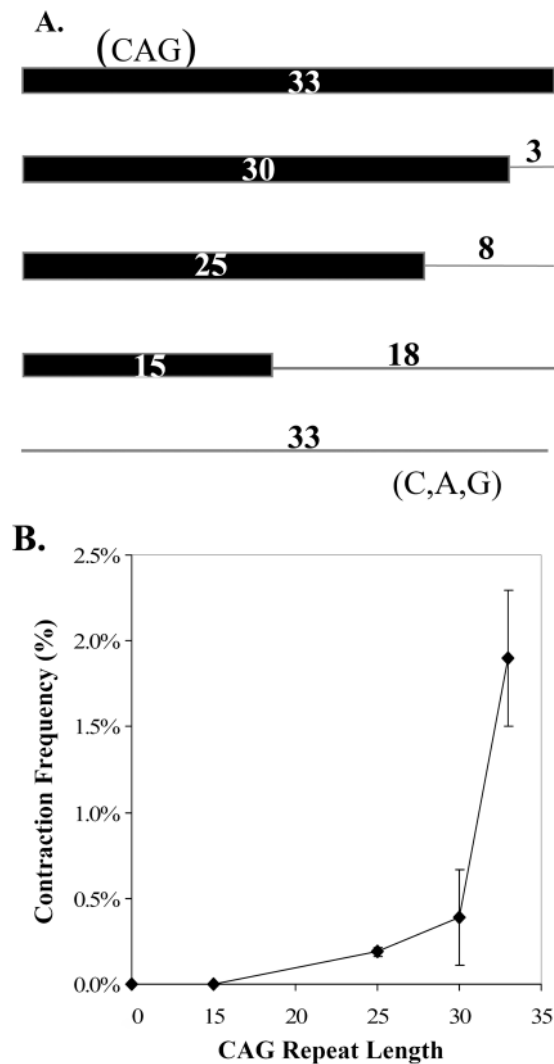 A.
(CAG)
33
30
3
25
8
15
18
33
(C,A,G)
B.
2.5%
2.0%
1.5%
1.0%
0.5%
0.0%
Contraction Frequency (%)
0 15 20 25 30 35
CAG Repeat Length